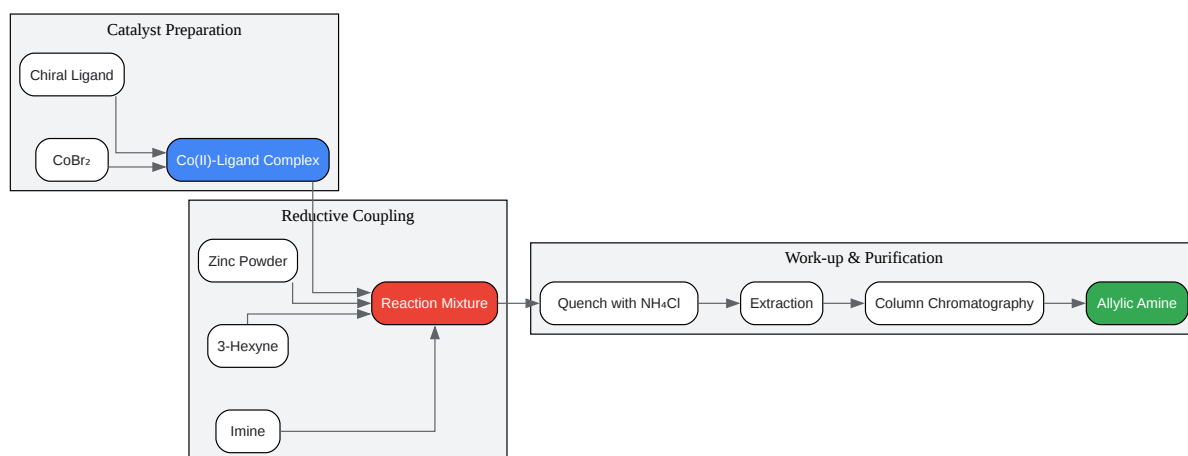 Catalyst Preparation
Chiral Ligand
CoBr₂
Co(II)-Ligand Complex
Reductive Coupling
Zinc Powder
3-Hexyne
Imine
Reaction Mixture
Work-up & Purification
Quench with NH₄Cl
Extraction
Column Chromatography
Allylic Amine